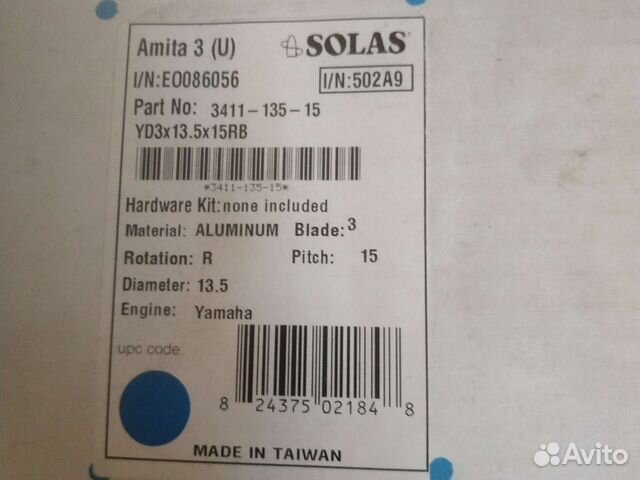 Amita 3 (U) SOLAS
I/N:E0086056 I/N:502A9
Part No: 3411-135-15
YD3x13.5x15RB
*3411-135-15*
Hardware Kit: none included
Material: ALUMINUM Blade: 3
Rotation: R Pitch: 15
Diameter: 13.5
Engine: Yamaha
upc code
8 24375 02184 8
MADE IN TAIWAN
Avito